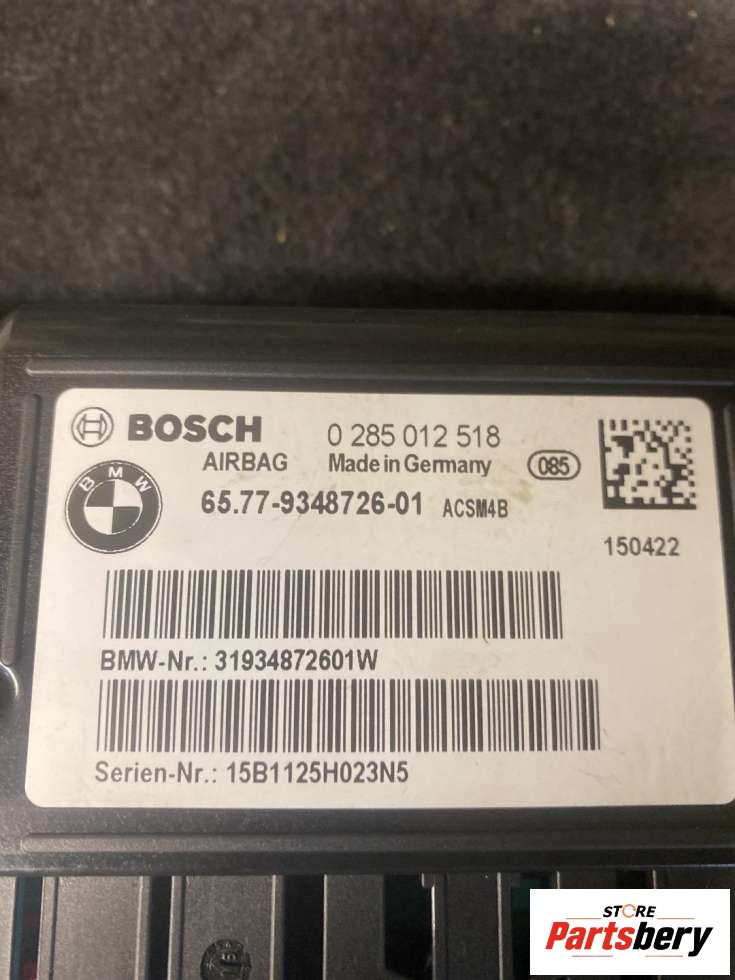 BOSCH 0 285 012 518
AIRBAG Made in Germany 085
BMW
65.77-9348726-01 ACSM4B
150422
BMW-Nr.: 31934872601W
Serien-Nr.: 15B1125H023N5
STORE
Partsbery